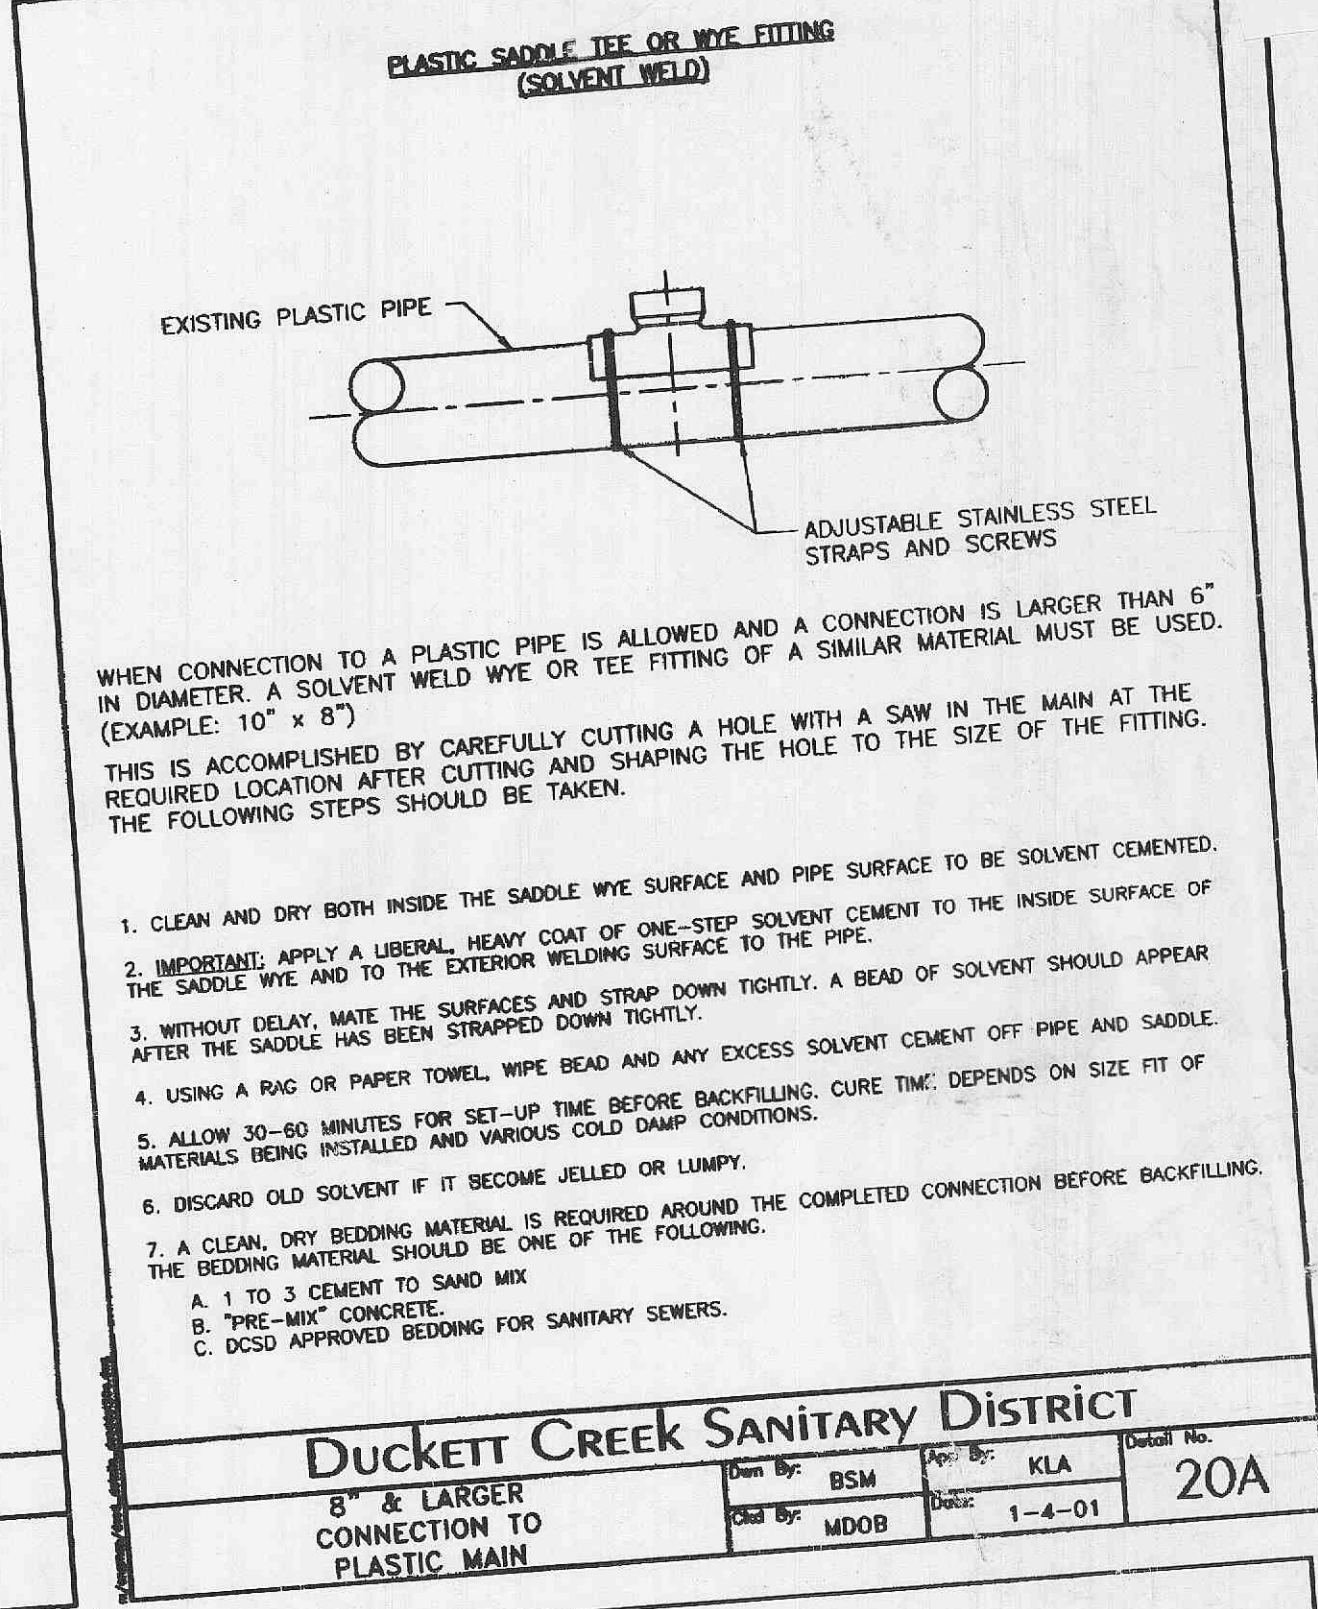 PLASTIC SADDLE TEE OR WYE FITTING
(SOLVENT WELD)
EXISTING PLASTIC PIPE
ADJUSTABLE STAINLESS STEEL
STRAPS AND SCREWS
WHEN CONNECTION TO A PLASTIC PIPE IS ALLOWED AND A CONNECTION IS LARGER THAN 6"
IN DIAMETER. A SOLVENT WELD WYE OR TEE FITTING OF A SIMILAR MATERIAL MUST BE USED.
(EXAMPLE: 10" x 8")
THIS IS ACCOMPLISHED BY CAREFULLY CUTTING A HOLE WITH A SAW IN THE MAIN AT THE
REQUIRED LOCATION AFTER CUTTING AND SHAPING THE HOLE TO THE SIZE OF THE FITTING.
THE FOLLOWING STEPS SHOULD BE TAKEN.
1. CLEAN AND DRY BOTH INSIDE THE SADDLE WYE SURFACE AND PIPE SURFACE TO BE SOLVENT CEMENTED.
2. IMPORTANT: APPLY A LIBERAL, HEAVY COAT OF ONE-STEP SOLVENT CEMENT TO THE INSIDE SURFACE OF
THE SADDLE WYE AND TO THE EXTERIOR WELDING SURFACE TO THE PIPE.
3. WITHOUT DELAY, MATE THE SURFACES AND STRAP DOWN TIGHTLY. A BEAD OF SOLVENT SHOULD APPEAR
AFTER THE SADDLE HAS BEEN STRAPPED DOWN TIGHTLY.
4. USING A RAG OR PAPER TOWEL, WIPE BEAD AND ANY EXCESS SOLVENT CEMENT OFF PIPE AND SADDLE.
5. ALLOW 30-60 MINUTES FOR SET-UP TIME BEFORE BACKFILLING. CURE TIME DEPENDS ON SIZE FIT OF
MATERIALS BEING INSTALLED AND VARIOUS COLD DAMP CONDITIONS.
6. DISCARD OLD SOLVENT IF IT BECOME JELLED OR LUMPY.
7. A CLEAN, DRY BEDDING MATERIAL IS REQUIRED AROUND THE COMPLETED CONNECTION BEFORE BACKFILLING.
THE BEDDING MATERIAL SHOULD BE ONE OF THE FOLLOWING.
A. 1 TO 3 CEMENT TO SAND MIX
B. "PRE-MIX" CONCRETE.
C. DCSD APPROVED BEDDING FOR SANITARY SEWERS.
DUCKETT CREEK SANITARY DISTRICT
8" & LARGER
CONNECTION TO
PLASTIC MAIN
Dwn By: BSM
Ckd By: MDOB
App By: KLA
Date: 1-4-01
Detail No.
20A